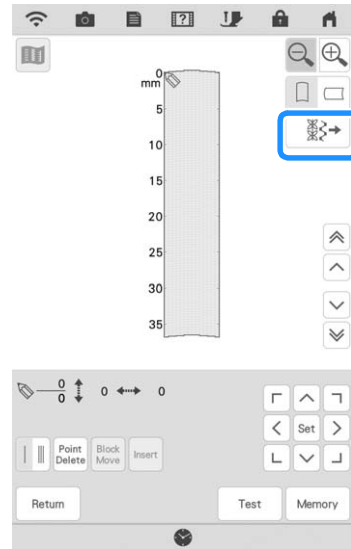 ?
0
mm
5
10
15
20
25
30
35
0
0
0
0
Set
Point
Delete
Block
Move
Insert
Return
Test
Memory